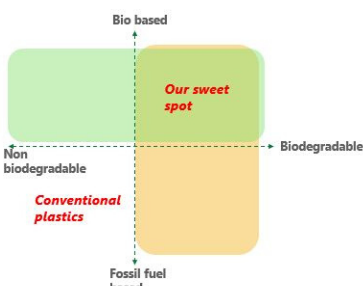 Bio based
Our sweet
spot
Biodegradable
Non
biodegradable
Conventional
plastics
Fossil fuel